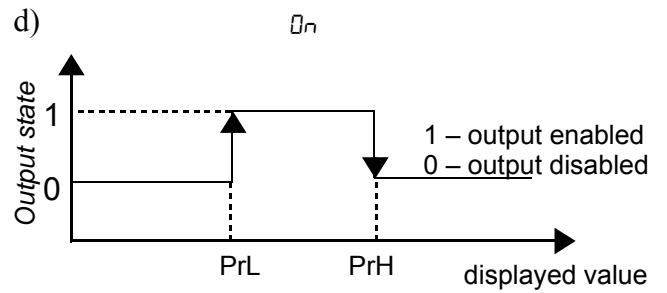 d)
On
Output state
1
0
1 – output enabled
0 – output disabled
PrL
PrH
displayed value